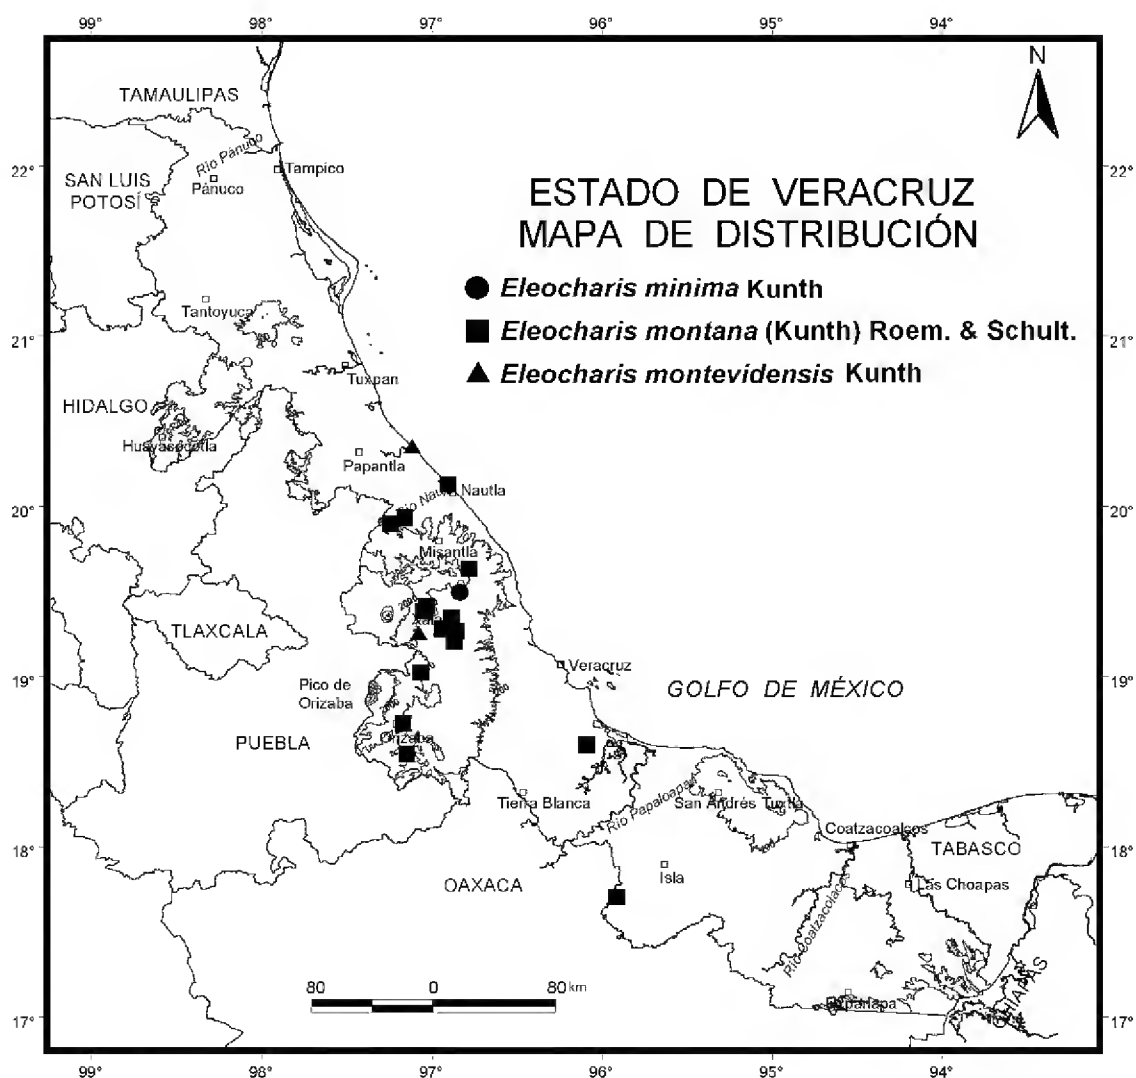 99° 98° 97° 96° 95° 94°
N
TAMAULIPAS
Río Pánuco
22° 22°
Tampico
SAN LUIS
POTOSÍ
Pánuco
ESTADO DE VERACRUZ
MAPA DE DISTRIBUCIÓN
Eleocharis minima Kunth
Tantoyuca
Eleocharis montana (Kunth) Roem. & Schult.
21° 21°
Eleocharis montevidensis Kunth
Tuxpan
HIDALGO
Huayacocotla
Papantla
Nautla
20° 20°
Misantla
TLAXCALA
Veracruz
19° 19°
Pico de
Orizaba
GOLFO DE MÉXICO
PUEBLA
Orizaba
Tierra Blanca
Río Papaloapan
San Andrés Tuxtla
Coatzacoalcos
18° 18°
TABASCO
Isla
OAXACA
Las Choapas
Río Coatzacoalcos
CHIAPAS
80 0 80 km
17° 17°
99° 98° 97° 96° 95° 94°